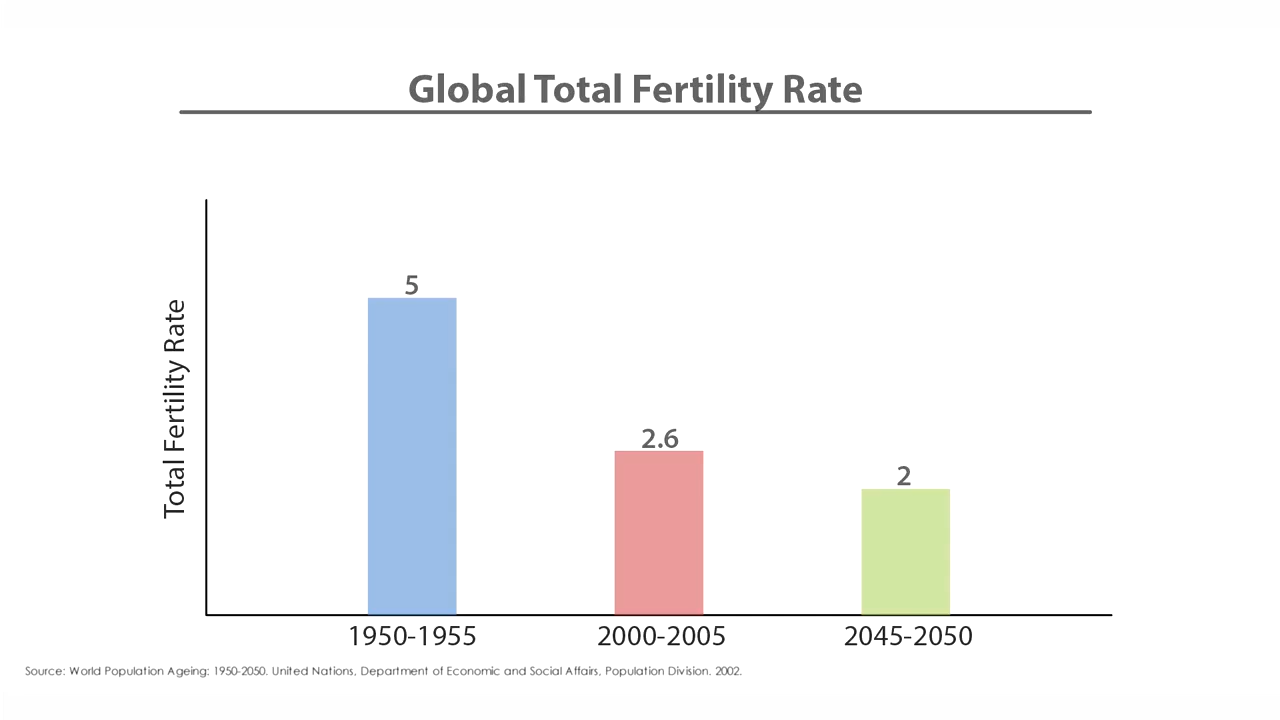 Global Total Fertility Rate
Total Fertility Rate
5
2.6
2
1950-1955
2000-2005
2045-2050
Source: World Population Ageing: 1950-2050. United Nations, Department of Economic and Social Affairs, Population Division. 2002.